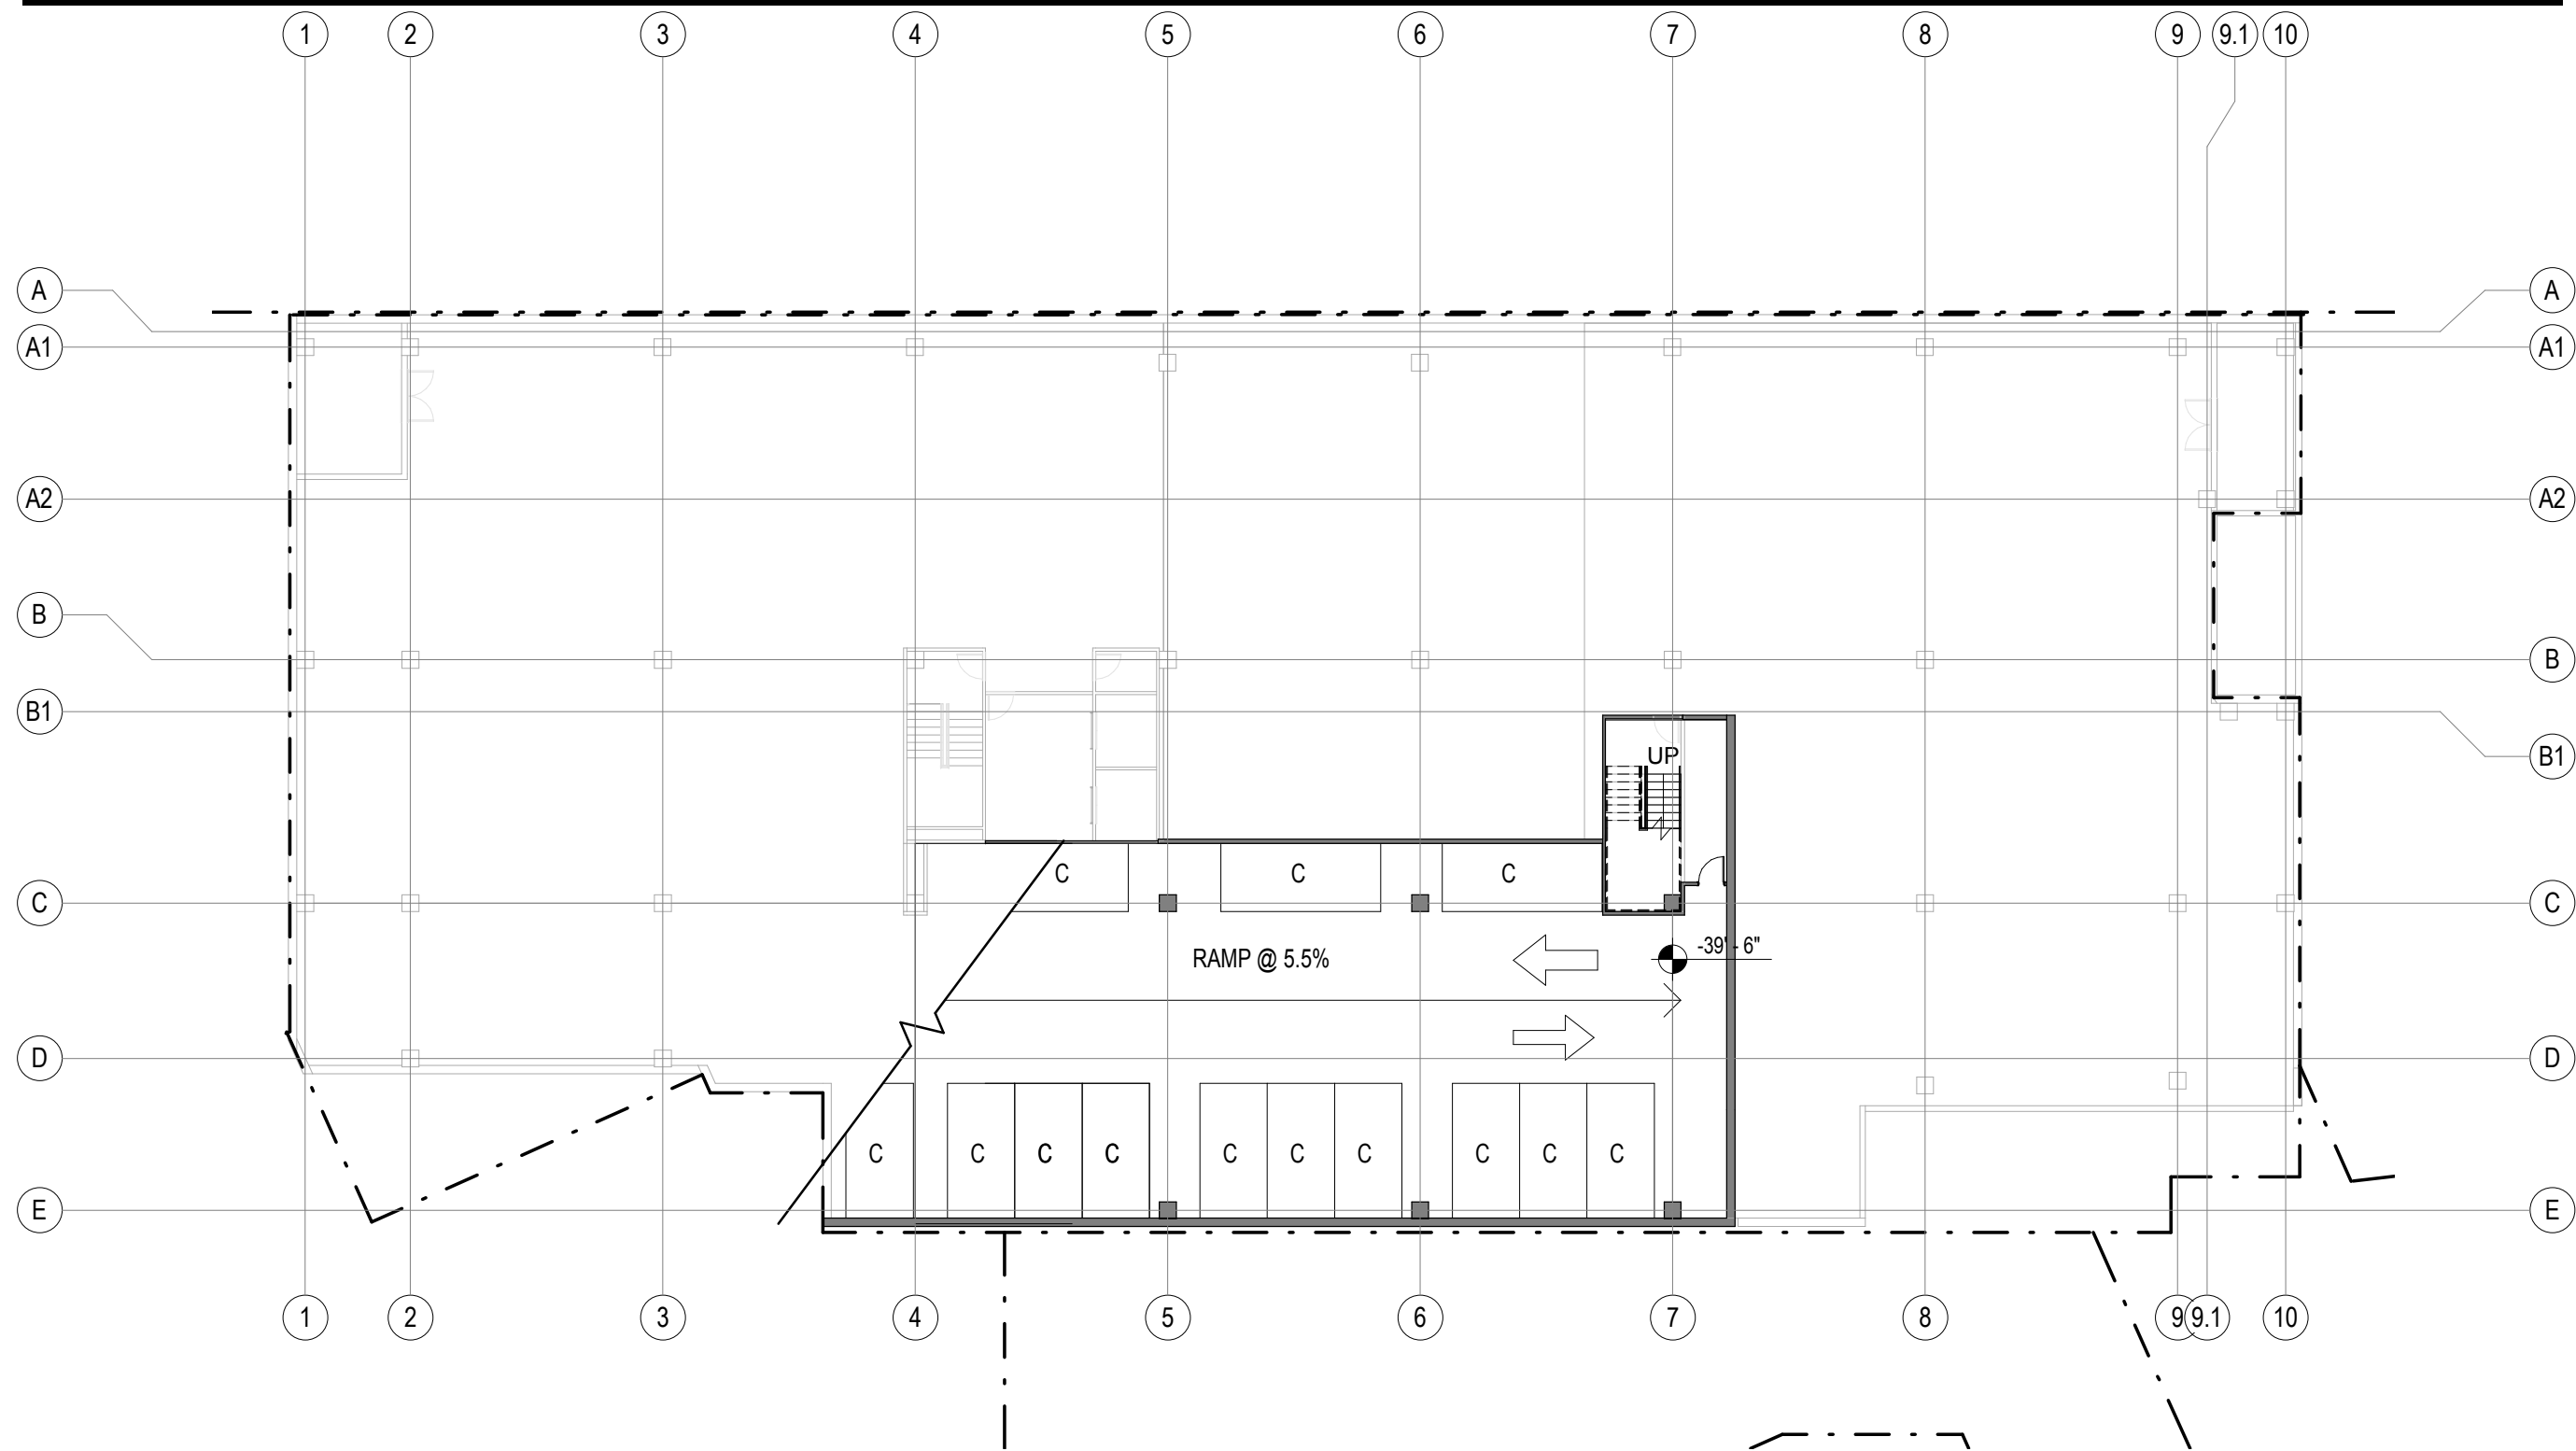 1 2 3 4 5 6 7 8 9 9.1 10
A A
A1 A1
A2 A2
B B
B1
B1
UP
C C C
C C
-39' - 6"
RAMP @ 5.5%
D D
C C C C C C C C C C
E E
1 2 3 4 5 6 7 8 9 9.1 10